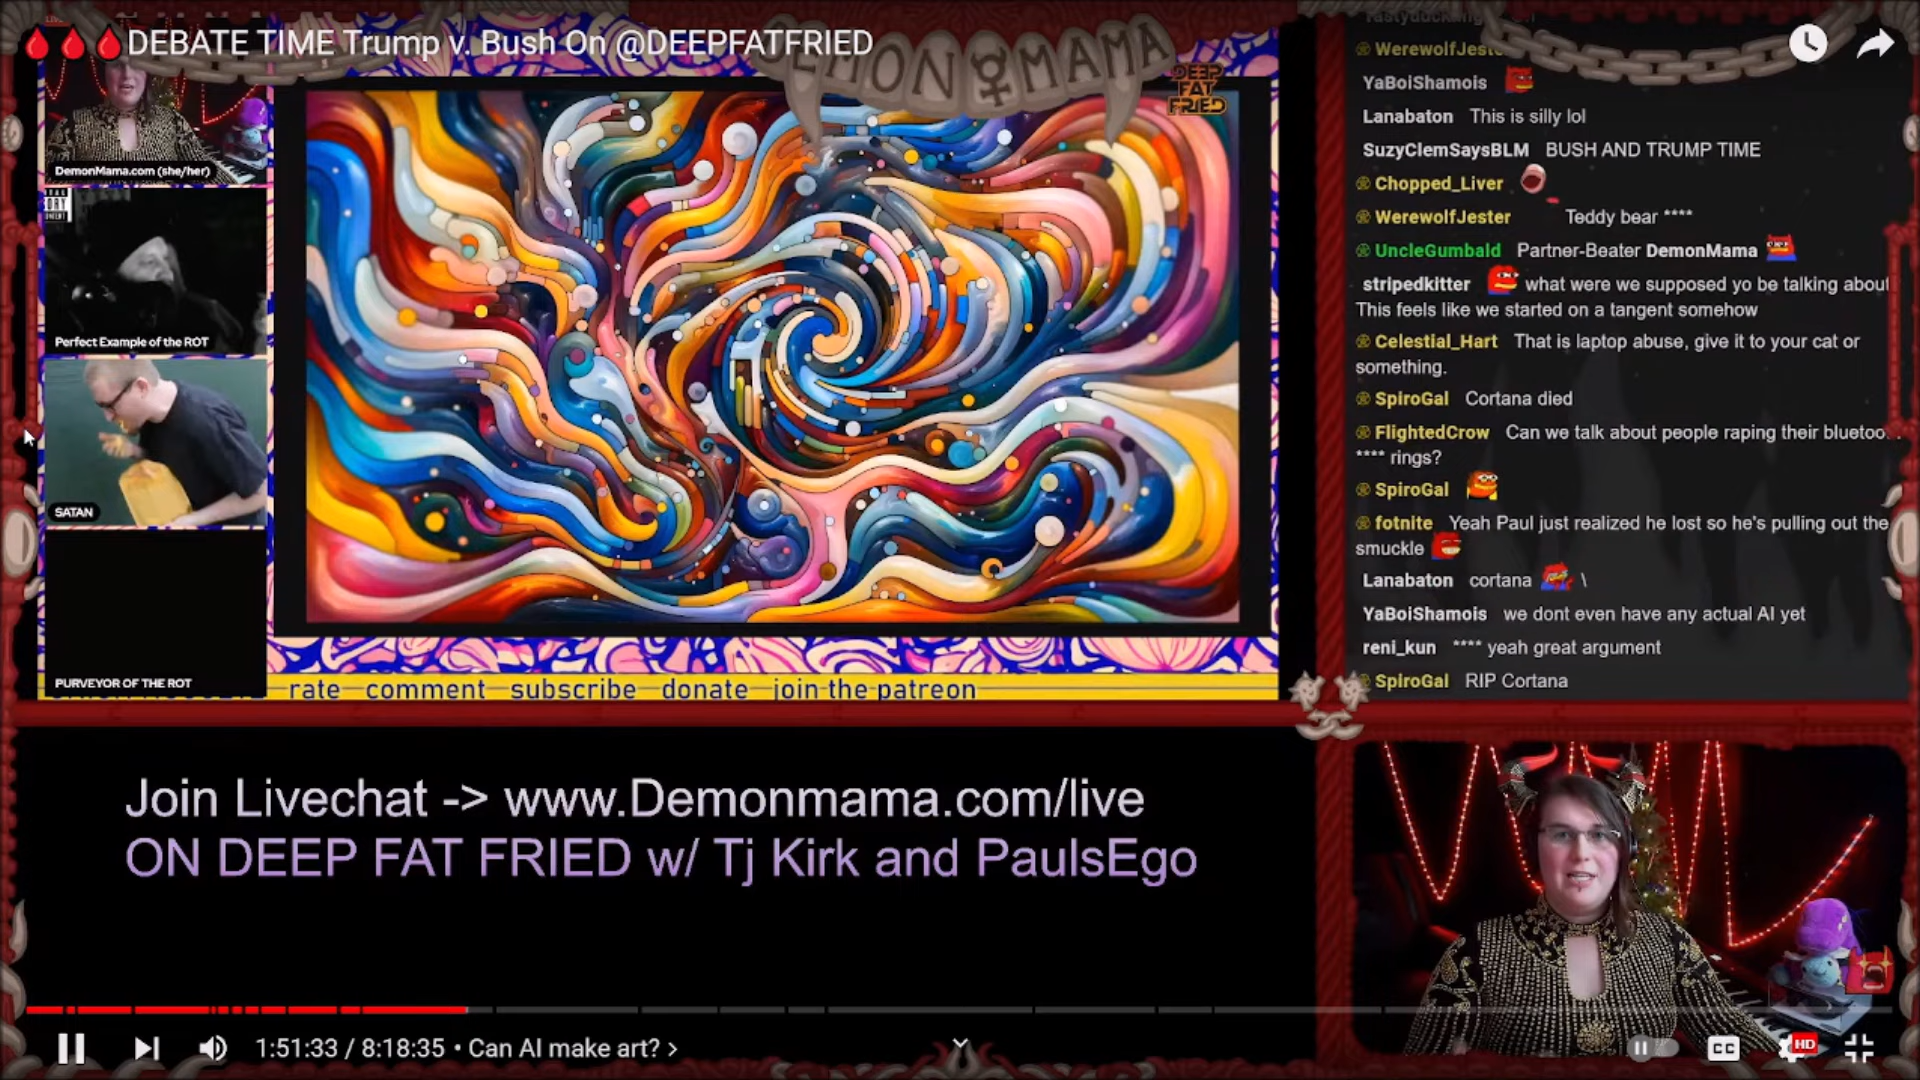 🩸🩸🩸DEBATE TIME Trump v. Bush On @DEEPFATFRIED
DEMON MAMA
DEEP
FAT
FRIED
DemonMama.com (she/her)
Perfect Example of the ROT
SATAN
PURVEYOR OF THE ROT
rate—comment—subscribe—donate—join the patreon
WerewolfJeste
YaBoiShamois
Lanabaton This is silly lol
SuzyClemSaysBLM BUSH AND TRUMP TIME
Chopped_Liver
WerewolfJester Teddy bear ****
UncleGumbald Partner-Beater DemonMama
stripedkitter what were we supposed yo be talking about
This feels like we started on a tangent somehow
Celestial_Hart That is laptop abuse, give it to your cat or
something.
SpiroGal Cortana died
FlightedCrow Can we talk about people raping their bluetoo
**** rings?
SpiroGal
fotnite Yeah Paul just realized he lost so he's pulling out the
smuckle
Lanabaton cortana \
YaBoiShamois we dont even have any actual AI yet
reni_kun **** yeah great argument
SpiroGal RIP Cortana
Join Livechat -> www.Demonmama.com/live
ON DEEP FAT FRIED w/ Tj Kirk and PaulsEgo
1:51:33 / 8:18:35 • Can AI make art? >
CC
HD